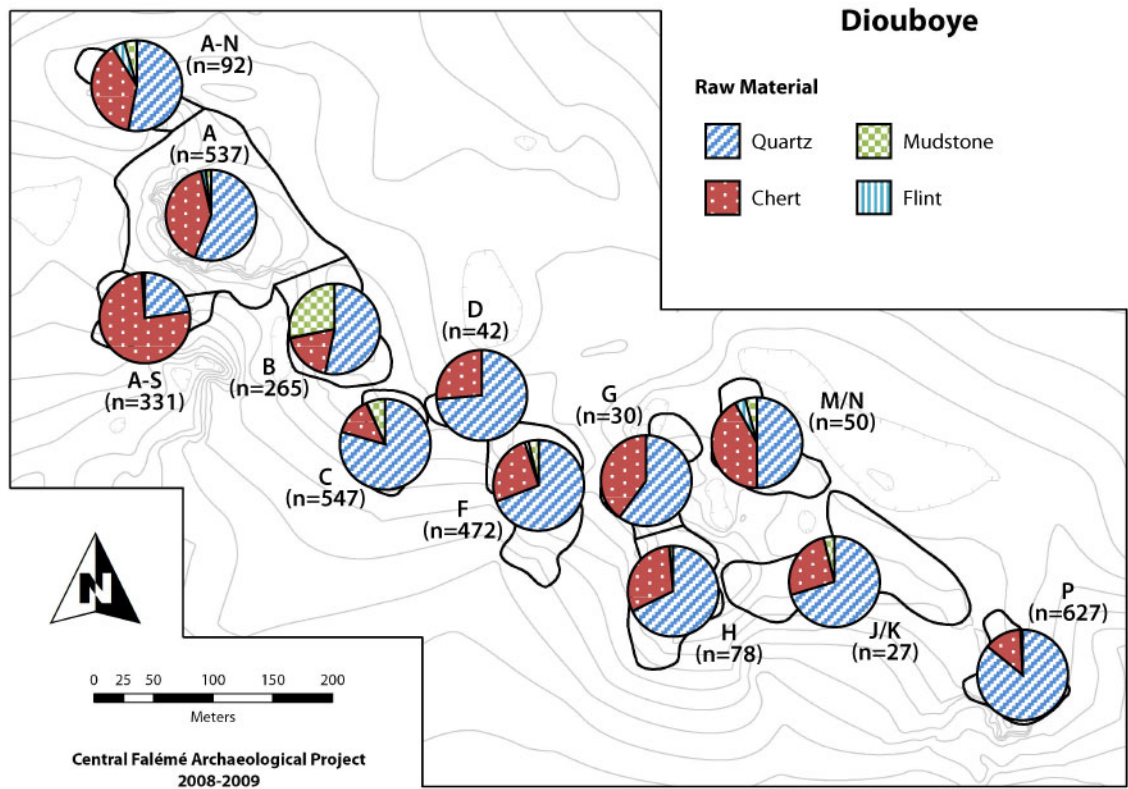 Diouboye
Raw Material
Quartz
Mudstone
Chert
Flint
A-N
(n=92)
A
(n=537)
A-S
(n=331)
B
(n=265)
C
(n=547)
D
(n=42)
F
(n=472)
G
(n=30)
M/N
(n=50)
H
(n=78)
J/K
(n=27)
P
(n=627)
N
0 25 50 100 150 200
Meters
Central Falémé Archaeological Project
2008-2009